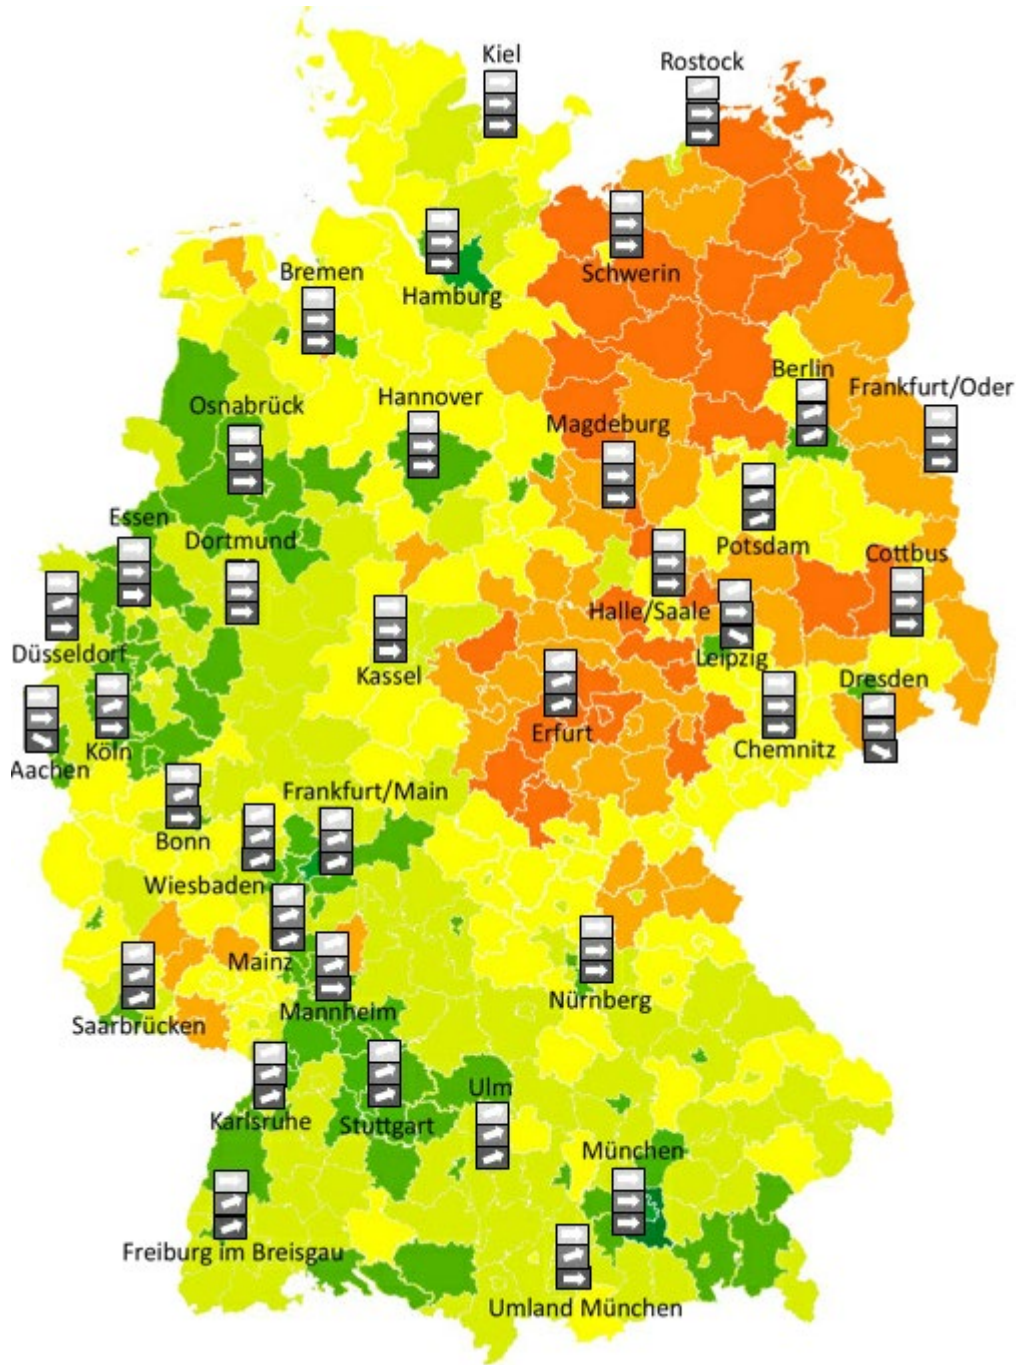 Kiel
Rostock
Schwerin
Hamburg
Bremen
Berlin
Frankfurt/Oder
Hannover
Osnabrück
Magdeburg
Essen
Dortmund
Potsdam
Cottbus
Halle/Saale
Düsseldorf
Leipzig
Kassel
Dresden
Erfurt
Chemnitz
Köln
Aachen
Frankfurt/Main
Bonn
Wiesbaden
Mainz
Nürnberg
Mannheim
Saarbrücken
Ulm
Karlsruhe
Stuttgart
München
Freiburg im Breisgau
Umland München